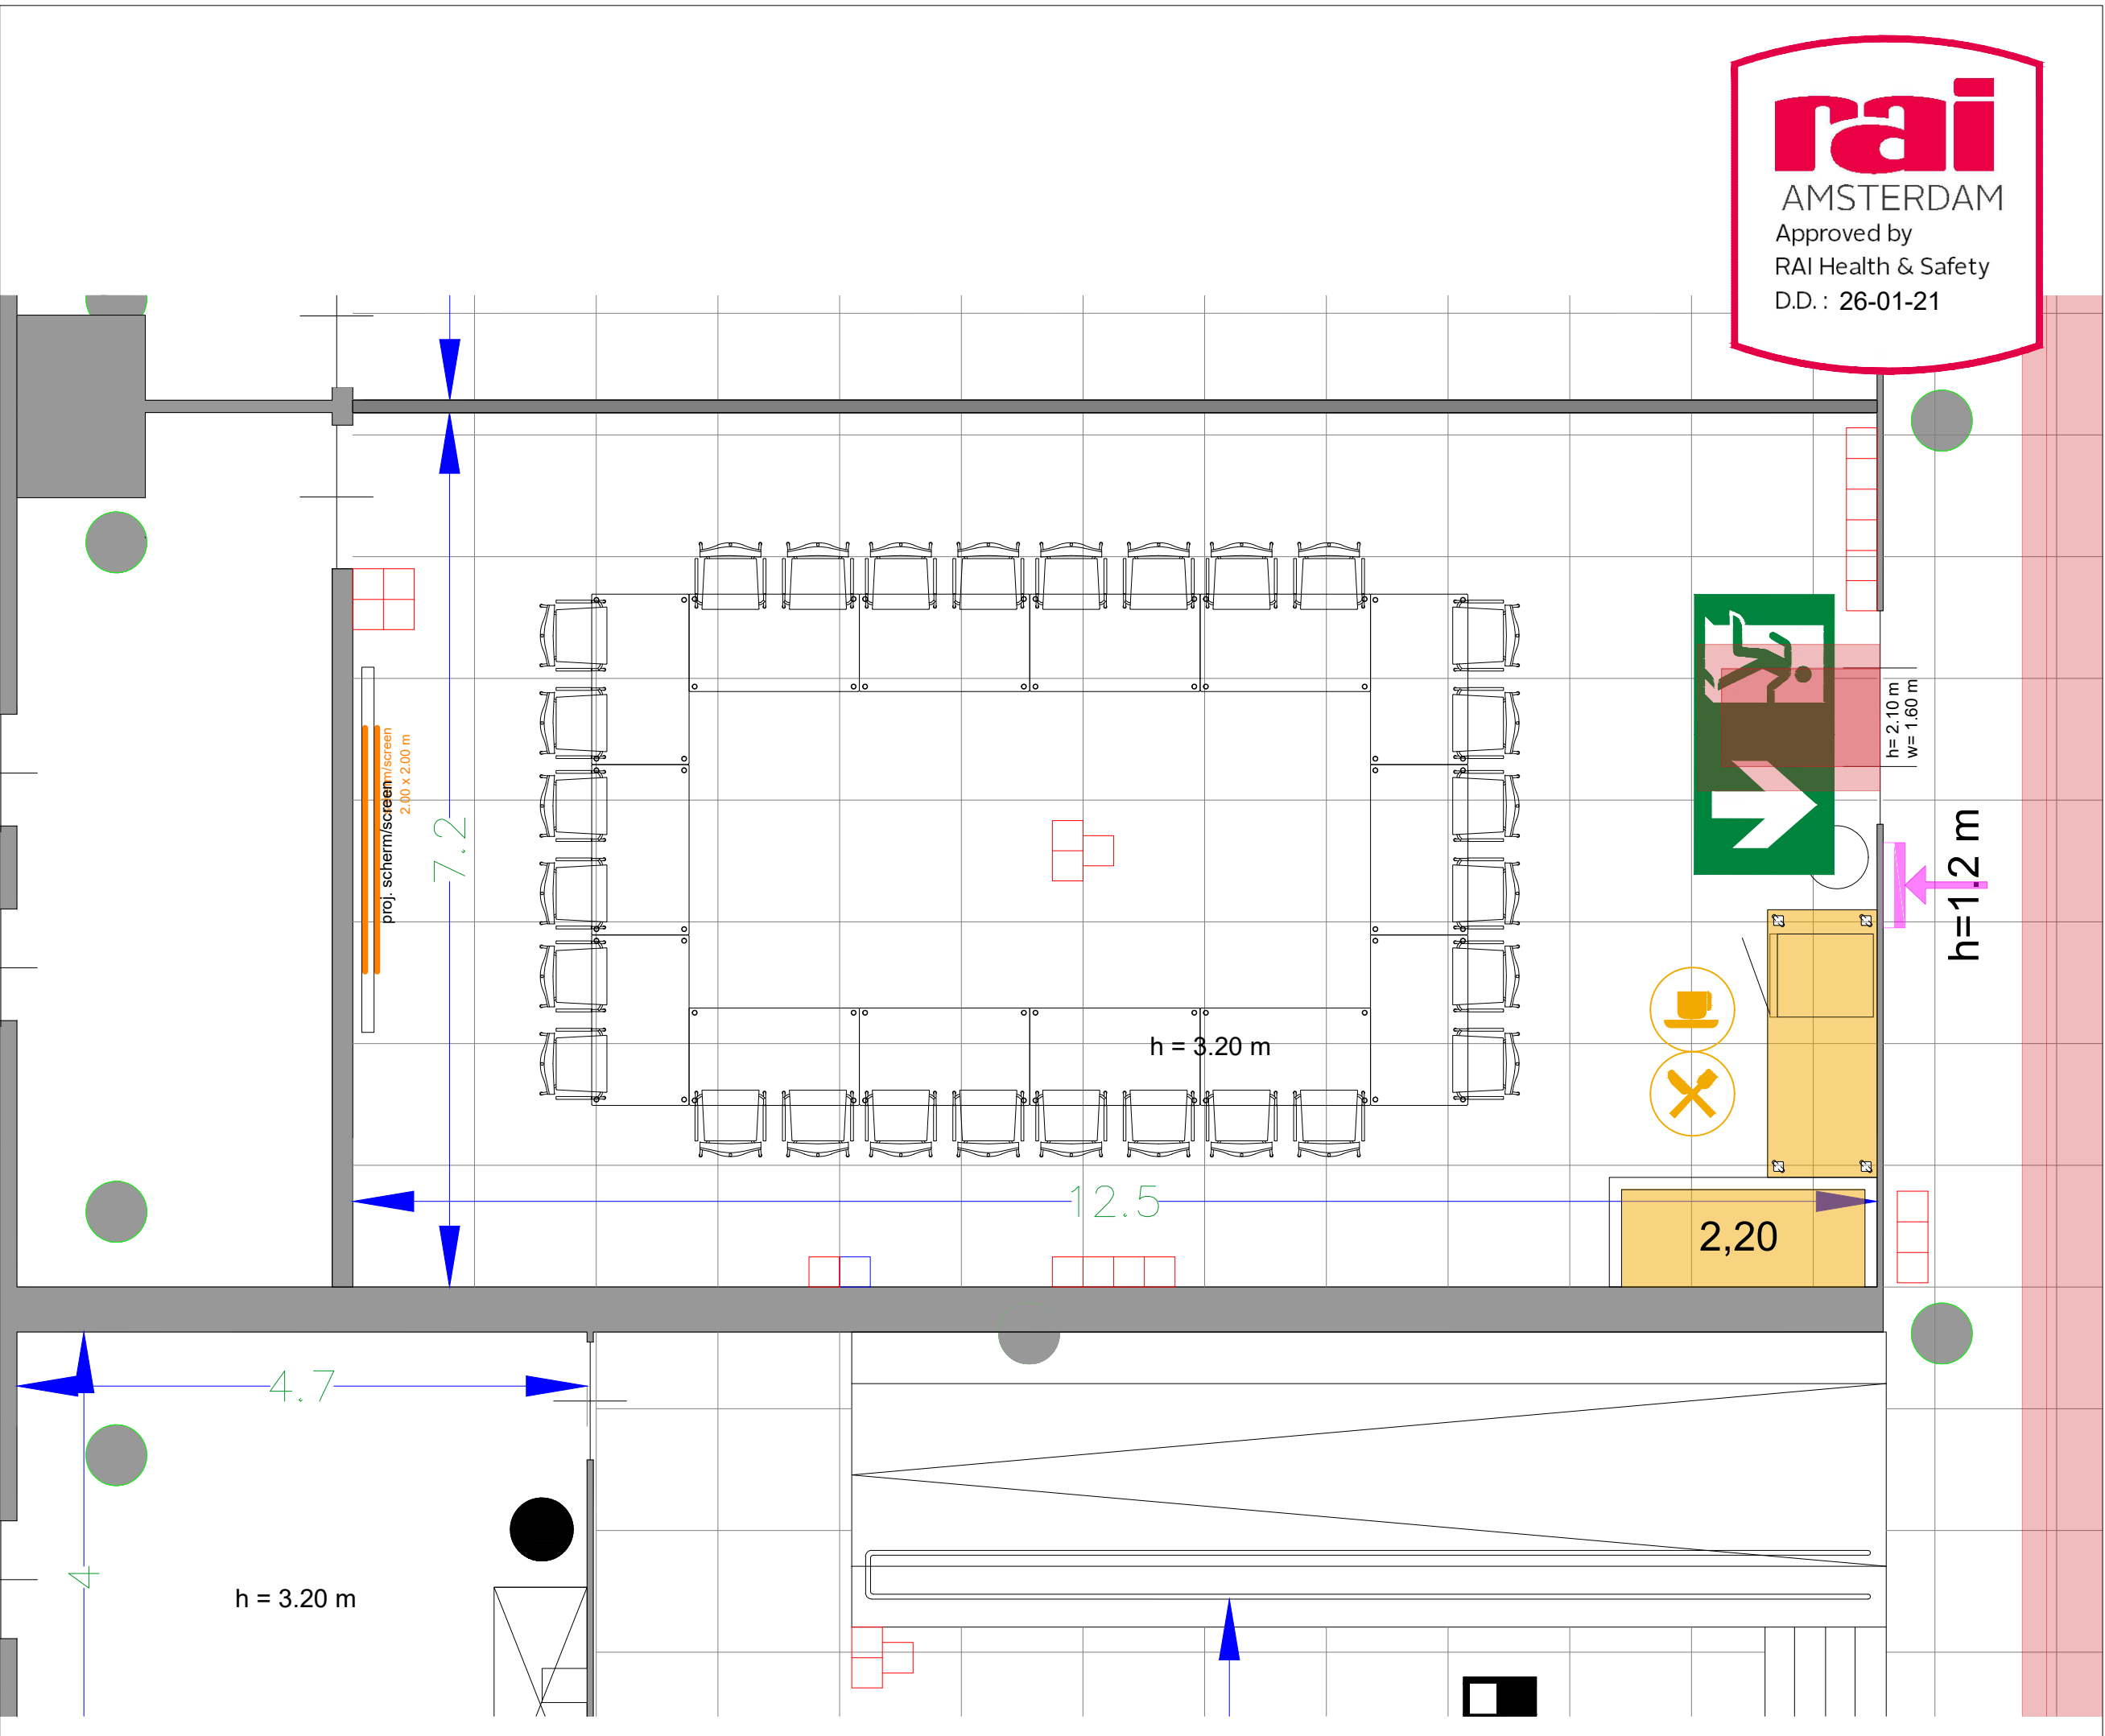 rai
AMSTERDAM
Approved by
RAI Health & Safety
D.D. : 26-01-21
h= 2.10 m
w= 1.60 m
proj. scherm/screen
m/screen
2.00 x 2.00 m
7.2
h=1.2 m
h = 3.20 m
12.5
2,20
4.7
4
h = 3.20 m